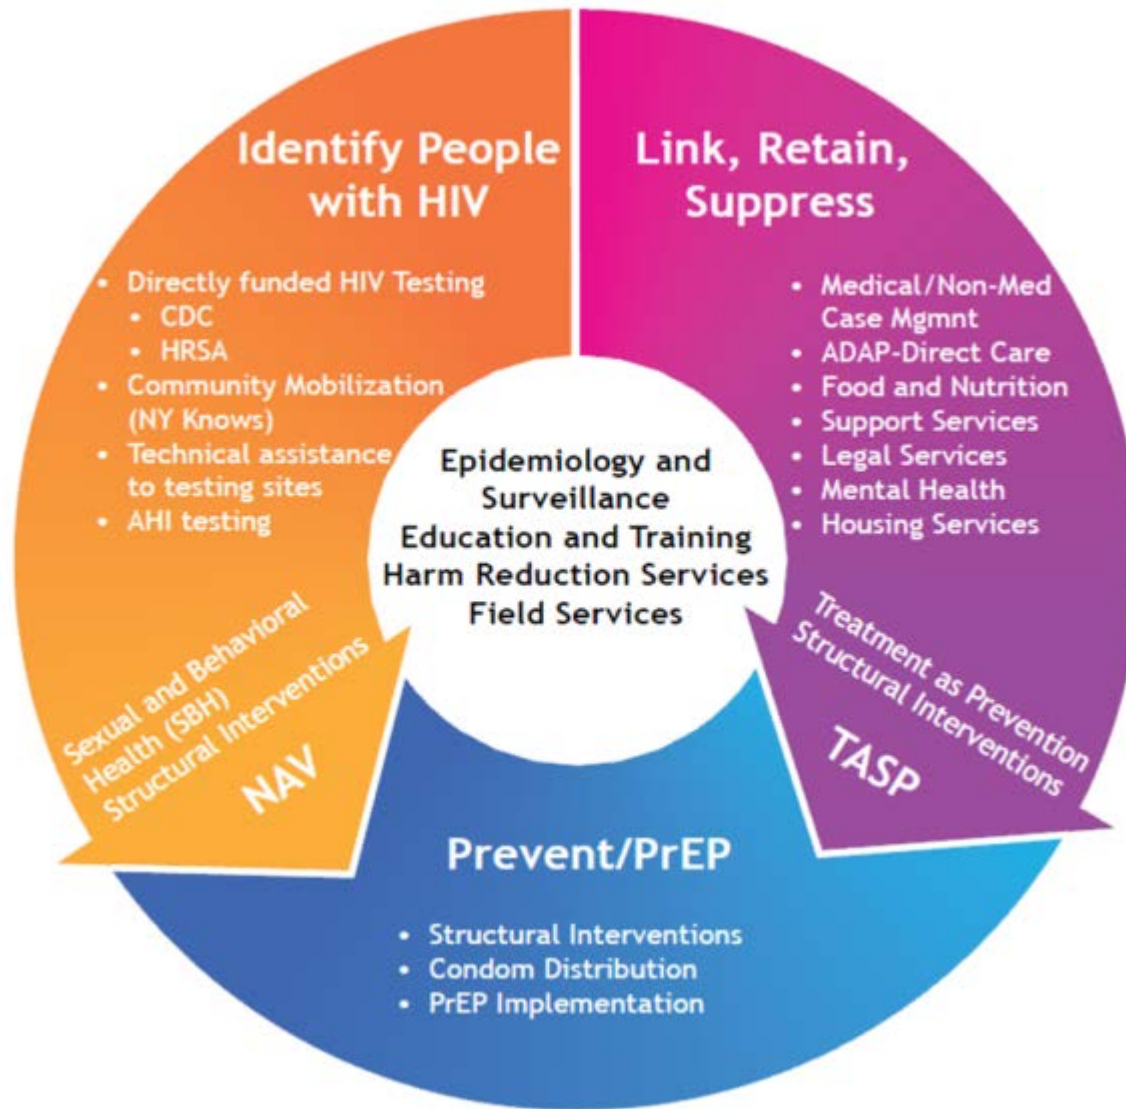 Identify People
with HIV
• Directly funded HIV Testing
• CDC
• HRSA
• Community Mobilization
(NY Knows)
• Technical assistance
to testing sites
• AHI testing
Sexual and Behavioral
Health (SBH)
Structural Interventions
NAV
Link, Retain,
Suppress
• Medical/Non-Med
Case Mgmnt
• ADAP-Direct Care
• Food and Nutrition
• Support Services
• Legal Services
• Mental Health
• Housing Services
Treatment as Prevention
Structural Interventions
TASP
Epidemiology and
Surveillance
Education and Training
Harm Reduction Services
Field Services
Prevent/PrEP
• Structural Interventions
• Condom Distribution
• PrEP Implementation